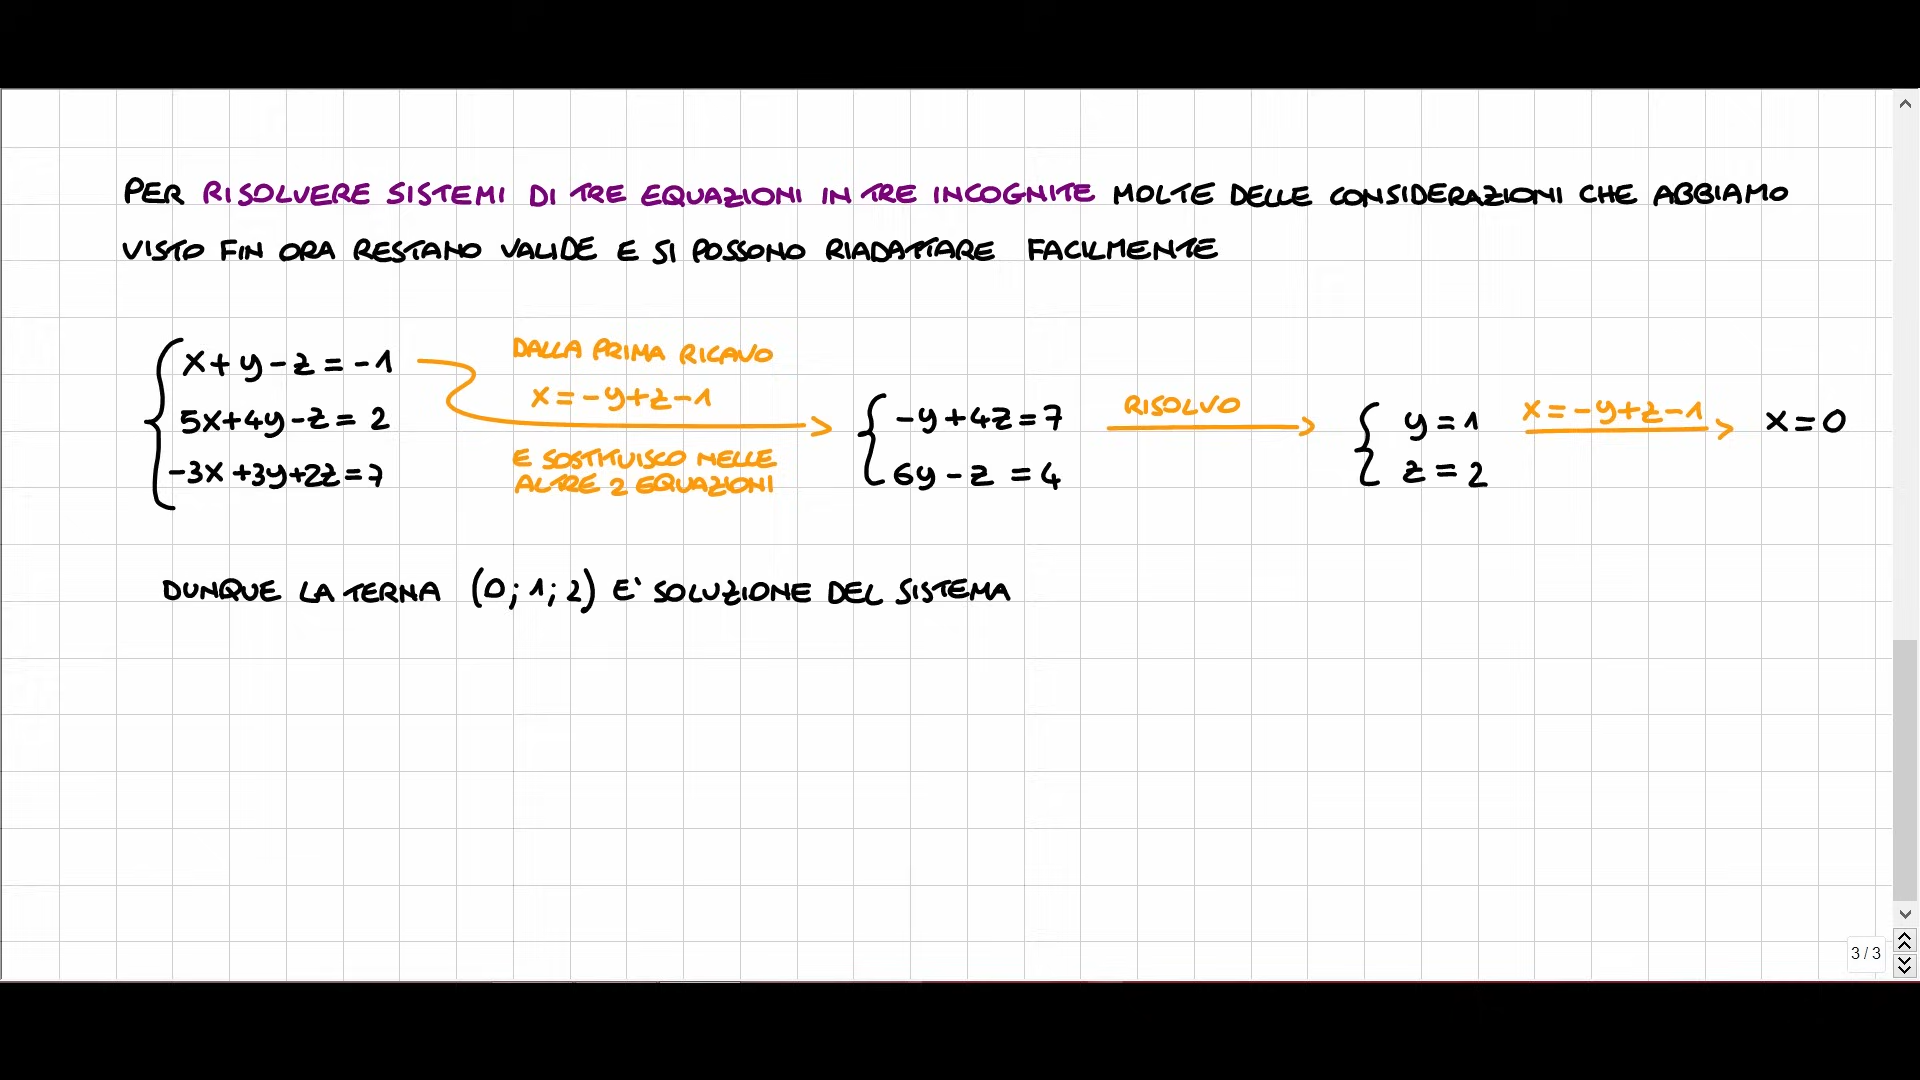 PER RISOLVERE SISTEMI DI TRE EQUAZIONI IN TRE INCOGNITE MOLTE DELLE CONSIDERAZIONI CHE ABBIAMO
VISTO FIN ORA RESTANO VALIDE E SI POSSONO RIADATTARE FACILMENTE
x+y-z=-1
5x+4y-z=2
-3x+3y+2z=7
DALLA PRIMA RICAVO
x=-y+z-1
E SOSTITUISCO NELLE
ALTRE 2 EQUAZIONI
-y+4z=7
6y-z=4
RISOLVO
y=1
z=2
x=-y+z-1
x=0
DUNQUE LA TERNA (0;1;2) E' SOLUZIONE DEL SISTEMA
3/3